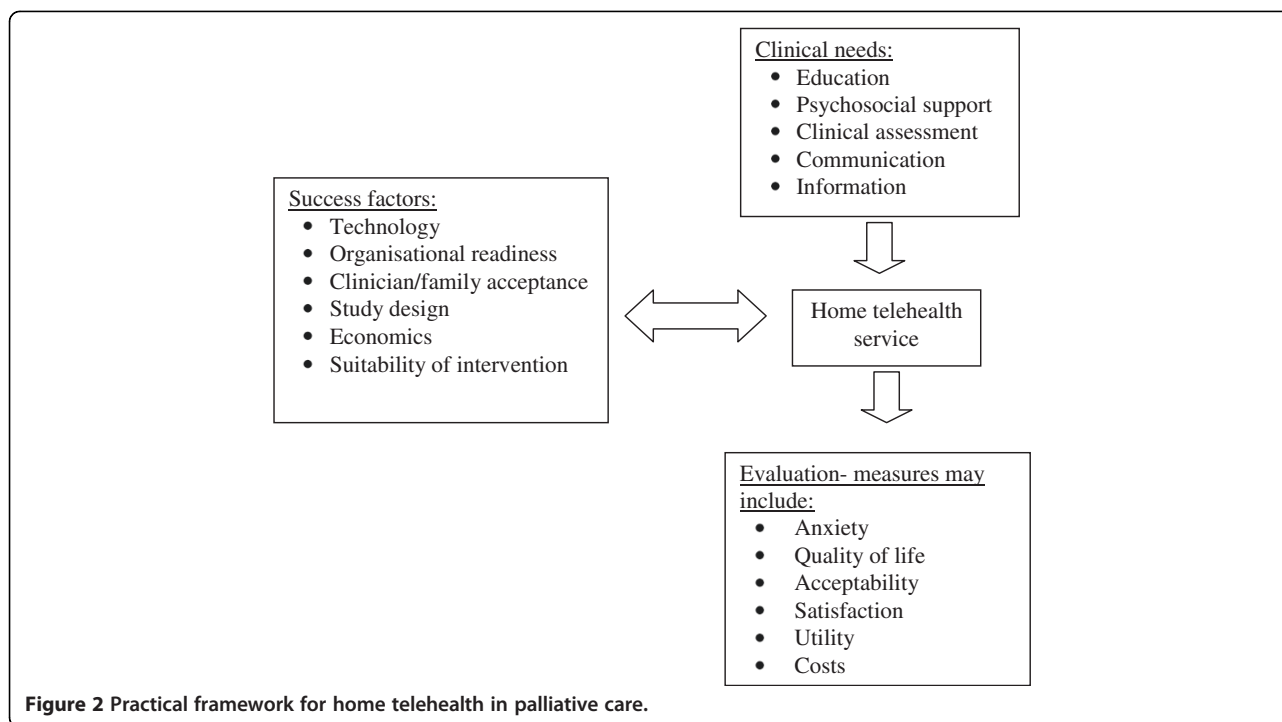 Clinical needs:
• Education
• Psychosocial support
• Clinical assessment
• Communication
• Information
Success factors:
• Technology
• Organisational readiness
• Clinician/family acceptance
• Study design
• Economics
• Suitability of intervention
Home telehealth
service
Evaluation- measures may
include:
• Anxiety
• Quality of life
• Acceptability
• Satisfaction
• Utility
• Costs
Figure 2 Practical framework for home telehealth in palliative care.